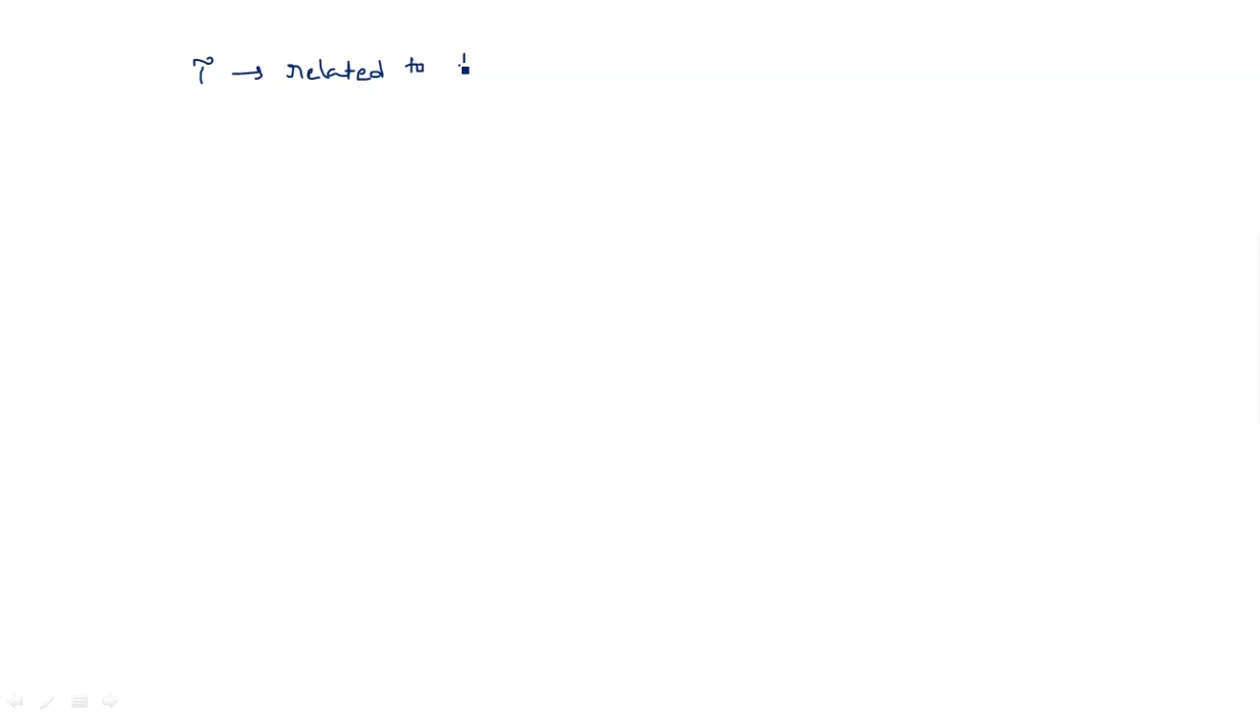 τ → related to